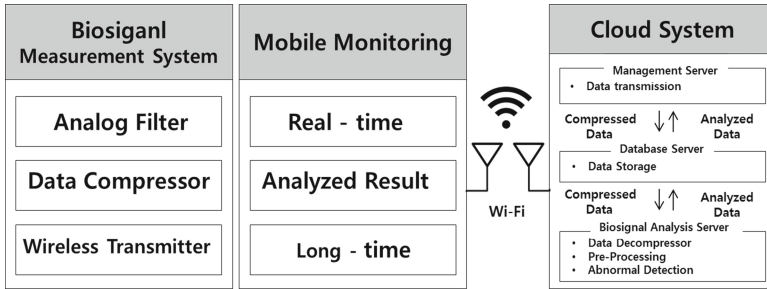 Biosiganl
Measurement System
Analog Filter
Data Compressor
Wireless Transmitter
Mobile Monitoring
Real - time
Analyzed Result
Long - time
Wi-Fi
Cloud System
Management Server
• Data transmission
Compressed
Data
Analyzed
Data
Database Server
• Data Storage
Compressed
Data
Analyzed
Data
Biosignal Analysis Server
• Data Decompressor
• Pre-Processing
• Abnormal Detection